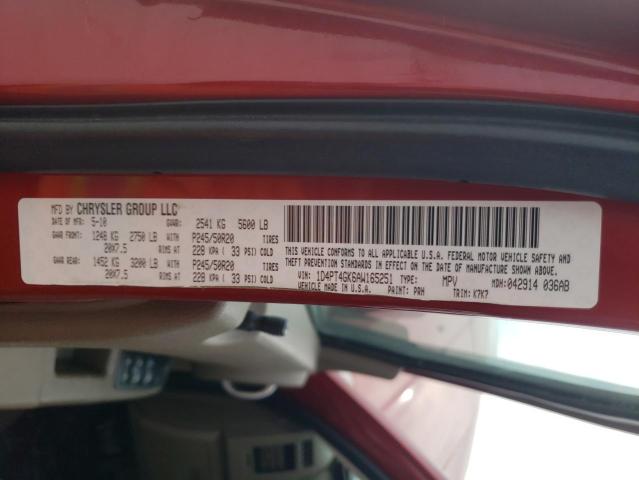 MFD BY CHRYSLER GROUP LLC
DATE OF MFR: 5-10 GVWR: 2541 KG 5600 LB
GAWR FRONT: 1248 KG 2750 LB WITH P245/50R20 TIRES
20X7.5 RIMS AT 228 KPA ( 33 PSI) COLD
GAWR REAR: 1452 KG 3200 LB WITH P245/50R20 TIRES
20X7.5 RIMS AT 228 KPA ( 33 PSI) COLD
THIS VEHICLE CONFORMS TO ALL APPLICABLE U.S.A. FEDERAL MOTOR VEHICLE SAFETY AND
THEFT PREVENTION STANDARDS IN EFFECT ON THE DATE OF MANUFACTURE SHOWN ABOVE.
VIN: 1D4PT4GK6AW165251 TYPE: MPV MDH: 042914 036AB
VEHICLE MADE IN U.S.A. PAINT: PRH TRIM: K7K7